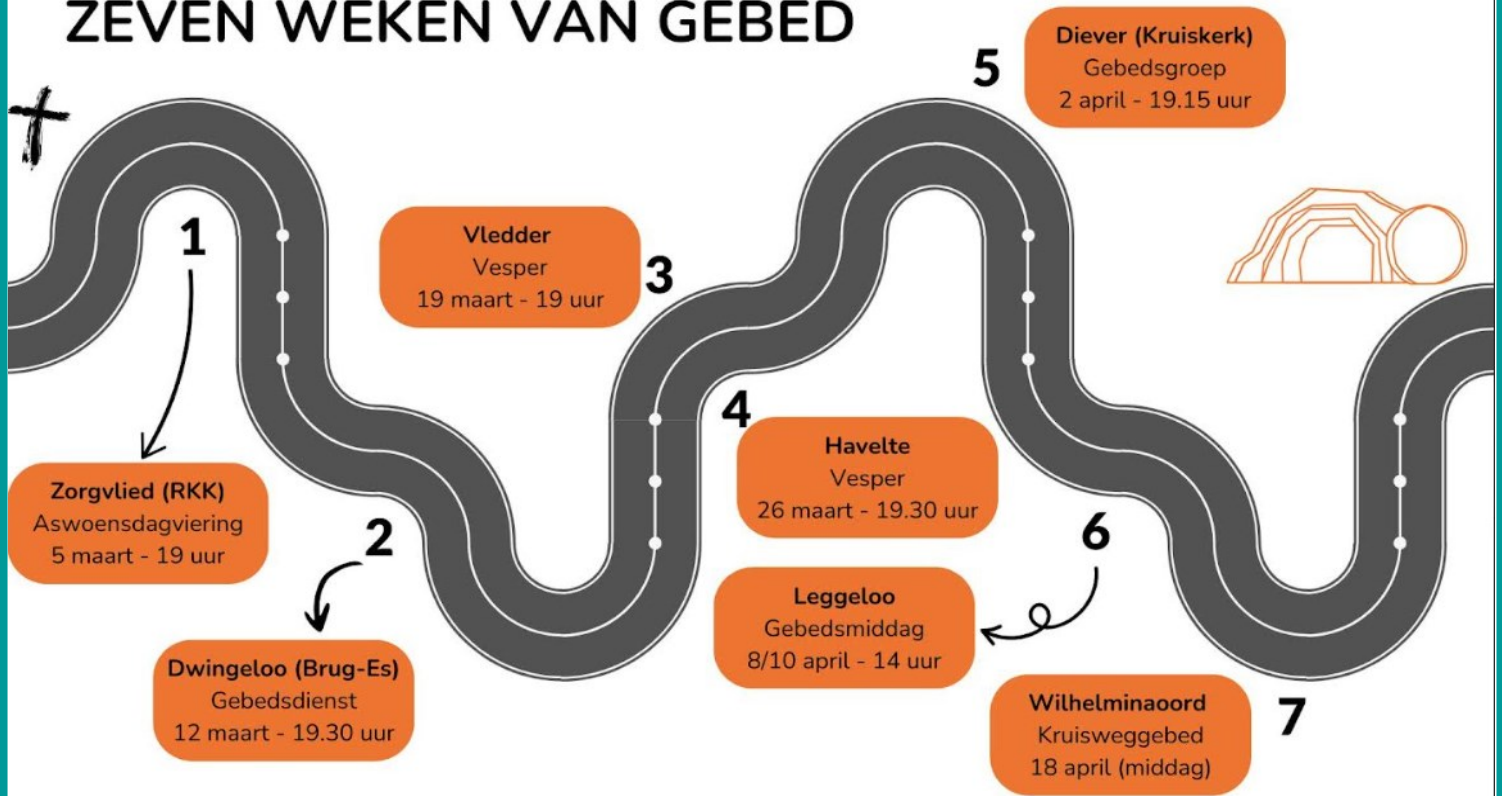 ZEVEN WEKEN VAN GEBED
1
Zorgvlied (RKK)
Aswoensdagviering
5 maart - 19 uur
2
Dwingeloo (Brug-Es)
Gebedsdienst
12 maart - 19.30 uur
3
Vledder
Vesper
19 maart - 19 uur
4
Havelte
Vesper
26 maart - 19.30 uur
5
Diever (Kruiskerk)
Gebedsgroep
2 april - 19.15 uur
6
Leggeloo
Gebedsmiddag
8/10 april - 14 uur
7
Wilhelminaoord
Kruisweggebed
18 april (middag)